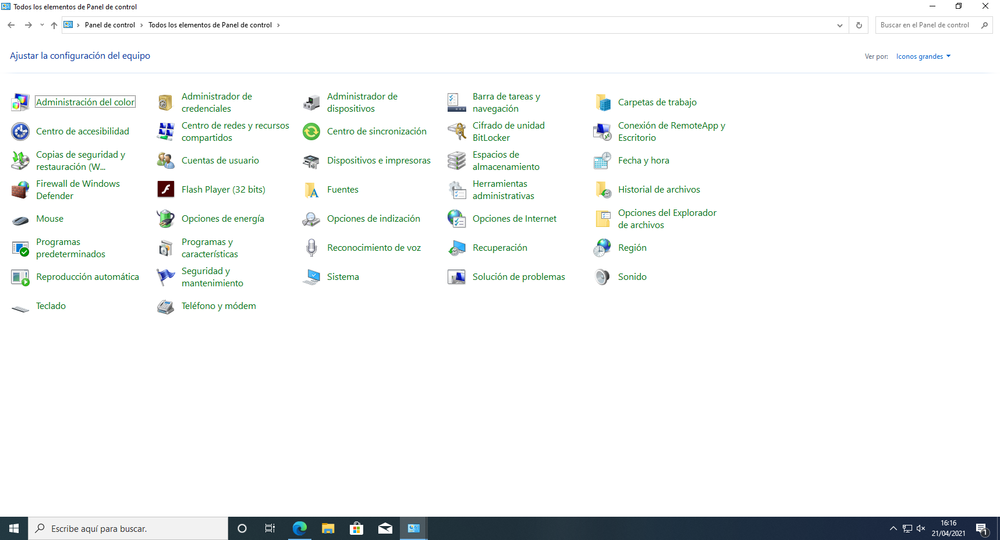 Todos los elementos de Panel de control
Panel de control
Todos los elementos de Panel de control
Buscar en el Panel de control
Ajustar la configuración del equipo
Ver por:
Iconos grandes
Administración del color
Administrador de
credenciales
Administrador de
dispositivos
Barra de tareas y
navegación
Carpetas de trabajo
Centro de accesibilidad
Centro de redes y recursos
compartidos
Centro de sincronización
Cifrado de unidad
BitLocker
Conexión de RemoteApp y
Escritorio
Copias de seguridad y
restauración (W...
Cuentas de usuario
Dispositivos e impresoras
Espacios de
almacenamiento
Fecha y hora
Firewall de Windows
Defender
Flash Player (32 bits)
Fuentes
Herramientas
administrativas
Historial de archivos
Mouse
Opciones de energía
Opciones de indización
Opciones de Internet
Opciones del Explorador
de archivos
Programas
predeterminados
Programas y
características
Reconocimiento de voz
Recuperación
Región
Reproducción automática
Seguridad y
mantenimiento
Sistema
Solución de problemas
Sonido
Teclado
Teléfono y módem
Escribe aquí para buscar.
16:16
21/04/2021
1